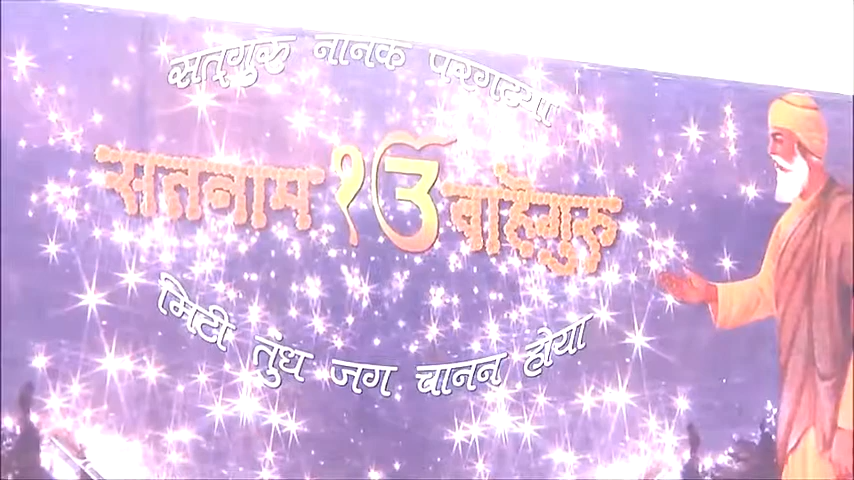 सतगुरु नानक परगटया
सतनाम ੴ वाहेगुरु
मिटी तुंध जग चानन होया